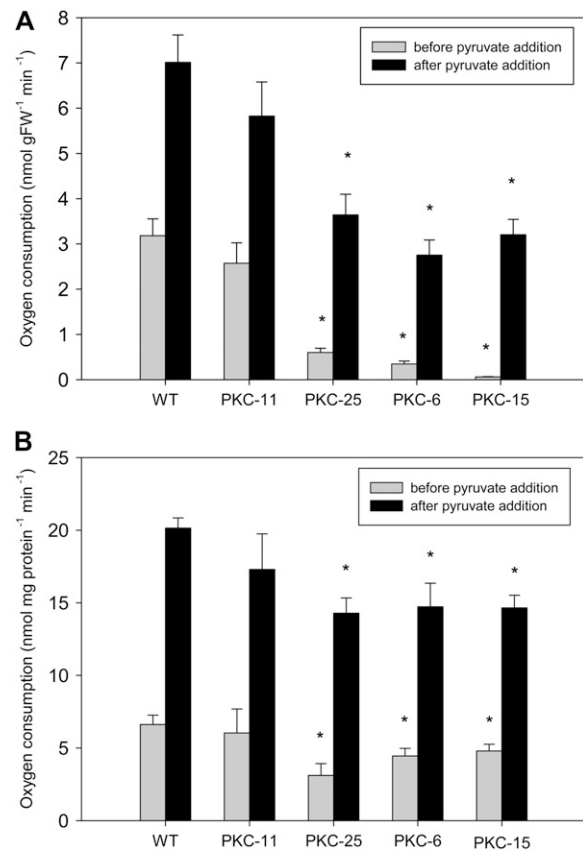 A
Oxygen consumption (nmol gFW⁻¹ min⁻¹)
8
7
6
5
4
3
2
1
0
before pyruvate addition
after pyruvate addition
* * *
* * *
WT PKC-11 PKC-25 PKC-6 PKC-15
B
Oxygen consumption (nmol mg protein⁻¹ min⁻¹)
25
20
15
10
5
0
before pyruvate addition
after pyruvate addition
* * *
* * *
WT PKC-11 PKC-25 PKC-6 PKC-15